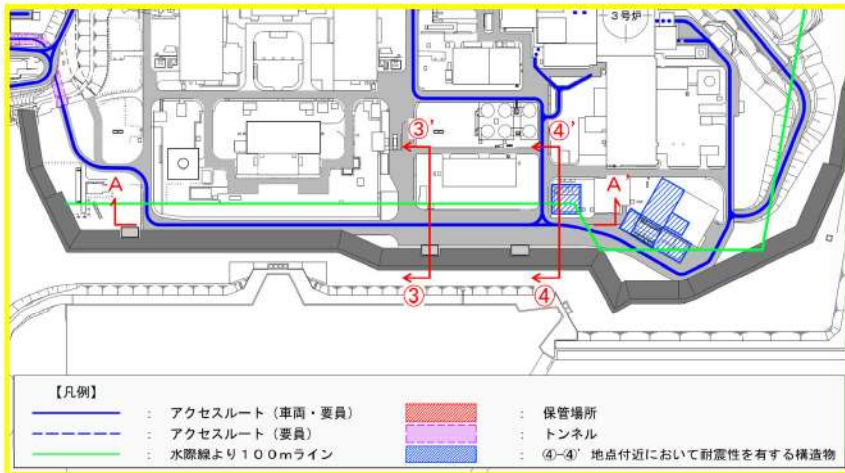 3号炉
③' ④'
A A'
③ ④
【凡例】
： アクセスルート（車両・要員） ： 保管場所
： アクセスルート（要員） ： トンネル
： 水際線より１００ｍライン ： ④-④’ 地点付近において耐震性を有する構造物